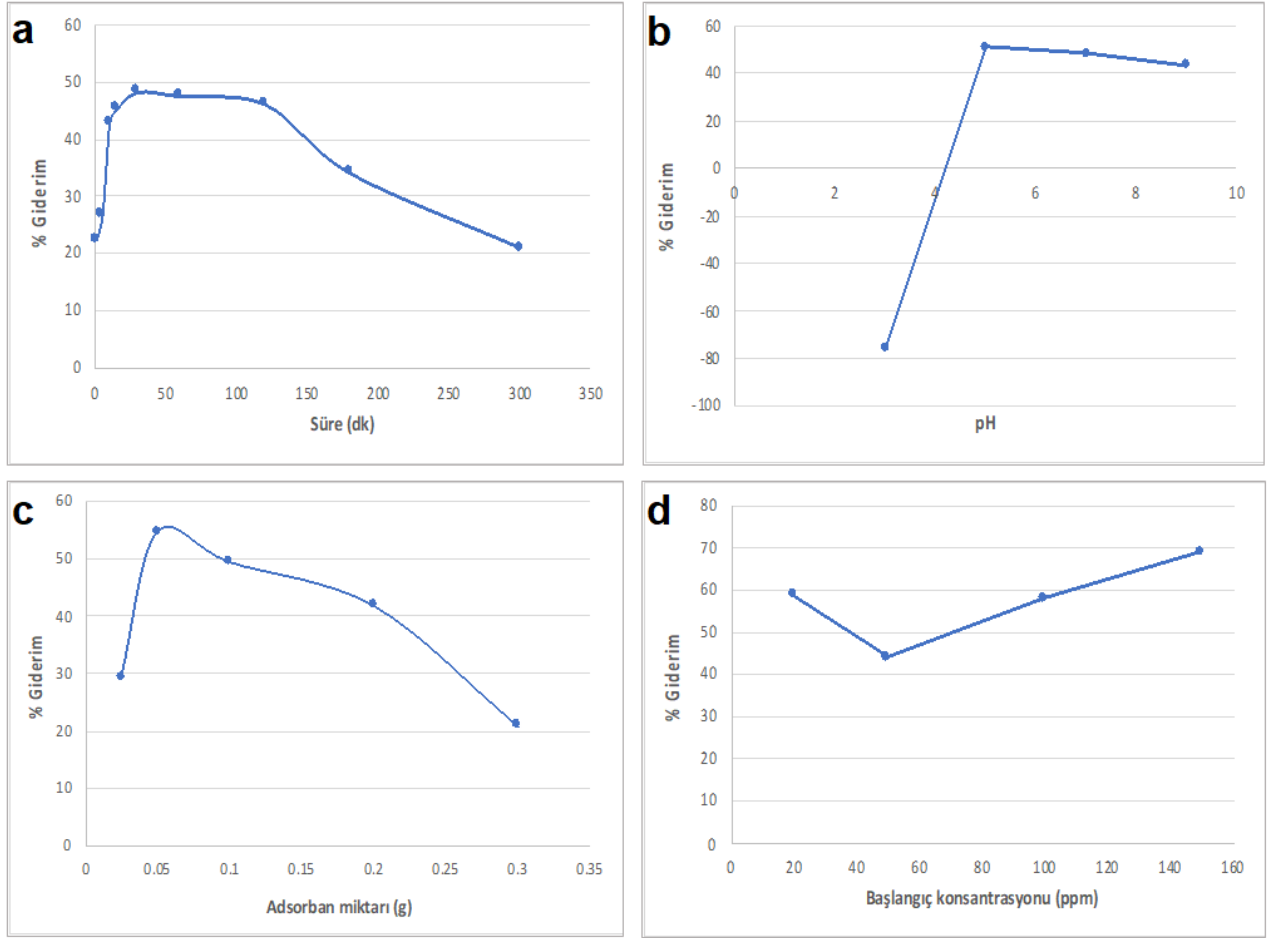 a
60
50
40
30
20
10
0
% Giderim
0 50 100 150 200 250 300 350
Süre (dk)
b
60
40
20
0
-20
-40
-60
-80
-100
% Giderim
0 2 4 6 8 10
pH
c
60
50
40
30
20
10
0
% Giderim
0 0.05 0.1 0.15 0.2 0.25 0.3 0.35
Adsorban miktarı (g)
d
80
70
60
50
40
30
20
10
0
% Giderim
0 20 40 60 80 100 120 140 160
Başlangıç konsantrasyonu (ppm)